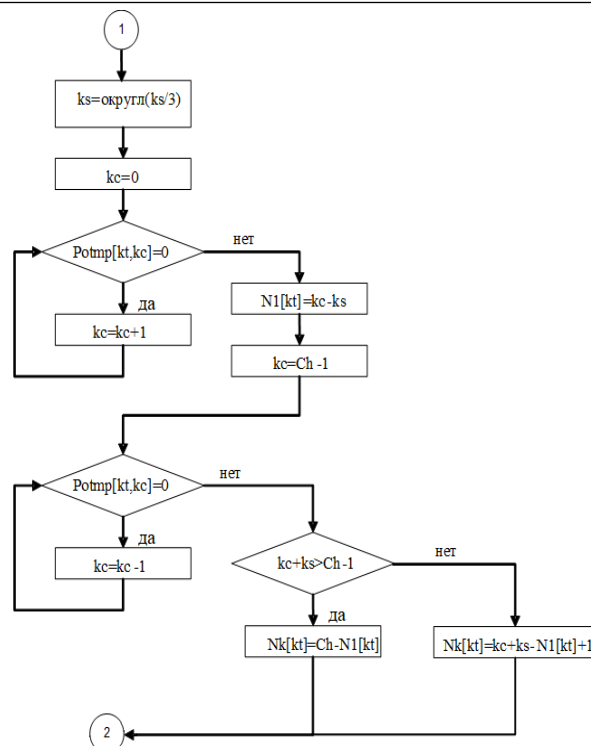 1
ks=округл(ks/3)
kc=0
Potmp[kt,kc]=0
нет
да
kc=kc+1
N1[kt]=kc-ks
kc=Ch -1
Potmp[kt,kc]=0
нет
да
kc=kc -1
kc+ks>Ch-1
нет
да
Nk[kt]=Ch-N1[kt]
Nk[kt]=kc+ks-N1[kt]+1
2